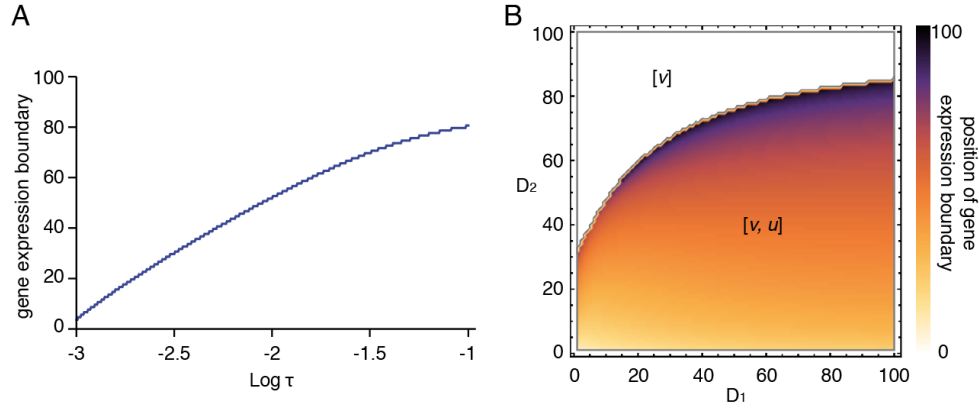 A
gene expression boundary
100
80
60
40
20
0
-3
-2.5
-2
-1.5
-1
Log τ
B
D2
100
80
60
40
20
0
[v]
[v, u]
0
20
40
60
80
100
D1
100
0
position of gene
expression boundary